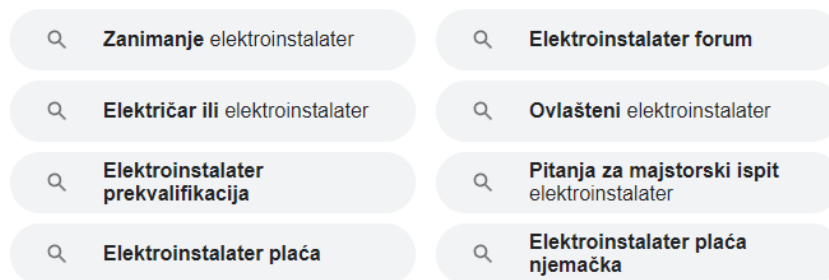 Zanimanje elektroinstalater
Elektroinstalater forum
Električar ili elektroinstalater
Ovlašteni elektroinstalater
Elektroinstalater
prekvalifikacija
Pitanja za majstorski ispit
elektroinstalater
Elektroinstalater plaća
Elektroinstalater plaća
njemačka